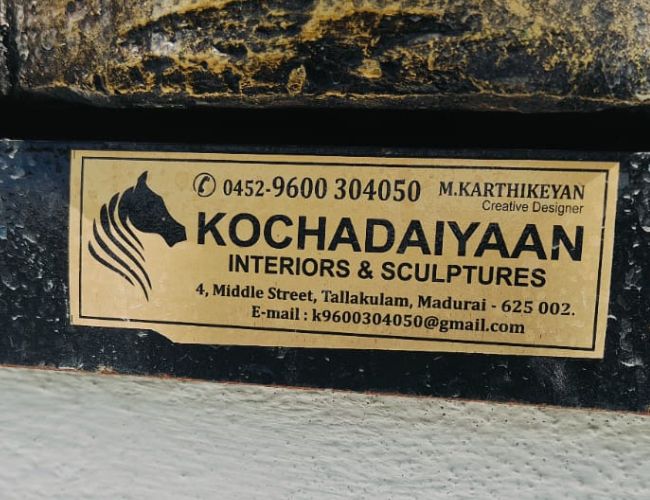 ✆ 0452-9600 304050 M.KARTHIKEYAN
Creative Designer
KOCHADAIYAAN
INTERIORS & SCULPTURES
4, Middle Street, Tallakulam, Madurai - 625 002.
E-mail : k9600304050@gmail.com